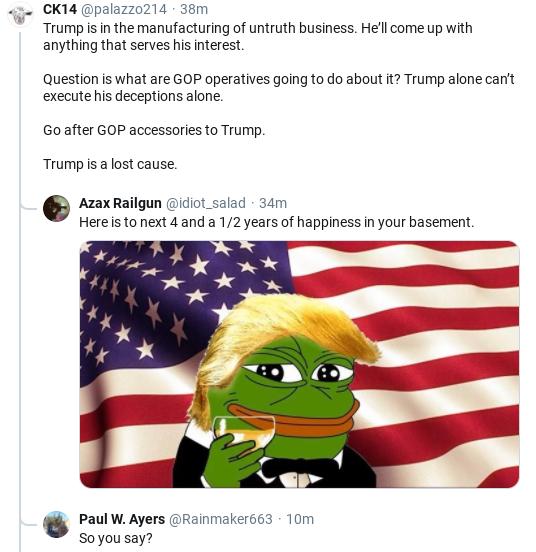 CK14 @palazzo214 · 38m
Trump is in the manufacturing of untruth business. He’ll come up with
anything that serves his interest.
Question is what are GOP operatives going to do about it? Trump alone can’t
execute his deceptions alone.
Go after GOP accessories to Trump.
Trump is a lost cause.
Azax Railgun @idiot_salad · 34m
Here is to next 4 and a 1/2 years of happiness in your basement.
Paul W. Ayers @Rainmaker663 · 10m
So you say?